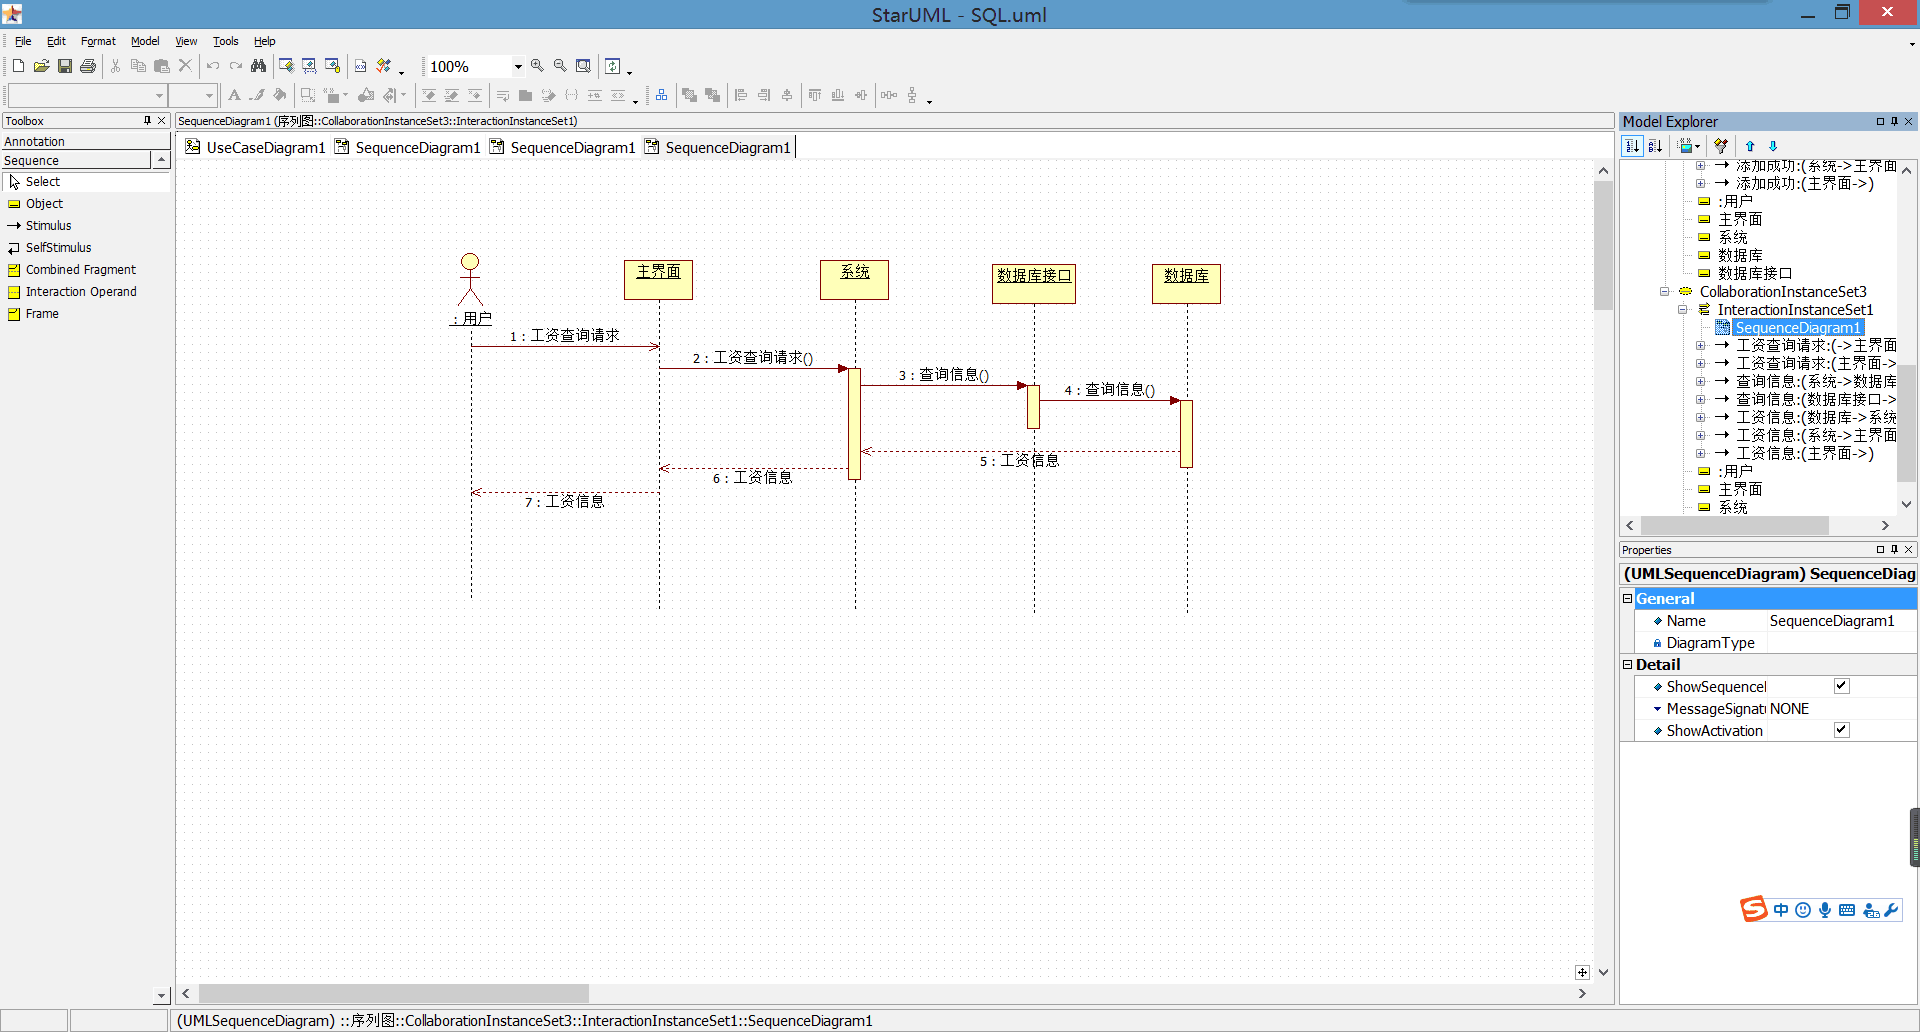 StarUML - SQL.uml
File Edit Format Model View Tools Help
100%
Toolbox
Annotation
Sequence
Select
Object
Stimulus
SelfStimulus
Combined Fragment
Interaction Operand
Frame
SequenceDiagram1 (序列图::CollaborationInstanceSet3::InteractionInstanceSet1)
UseCaseDiagram1 SequenceDiagram1 SequenceDiagram1 SequenceDiagram1
主界面 系统 数据库接口 数据库
: 用户
1 : 工资查询请求
2 : 工资查询请求()
3 : 查询信息()
4 : 查询信息()
5 : 工资信息
6 : 工资信息
7 : 工资信息
Model Explorer
添加成功:(系统->主界面
添加成功:(主界面->)
:用户
主界面
系统
数据库
数据库接口
CollaborationInstanceSet3
InteractionInstanceSet1
SequenceDiagram1
工资查询请求:(->主界面
工资查询请求:(主界面->
查询信息:(系统->数据库
查询信息:(数据库接口->
工资信息:(数据库->系统
工资信息:(系统->主界面
工资信息:(主界面->)
:用户
主界面
系统
Properties
(UMLSequenceDiagram) SequenceDiag
General
Name SequenceDiagram1
DiagramType
Detail
ShowSequenceI
MessageSignatu NONE
ShowActivation
中
(UMLSequenceDiagram) ::序列图::CollaborationInstanceSet3::InteractionInstanceSet1::SequenceDiagram1